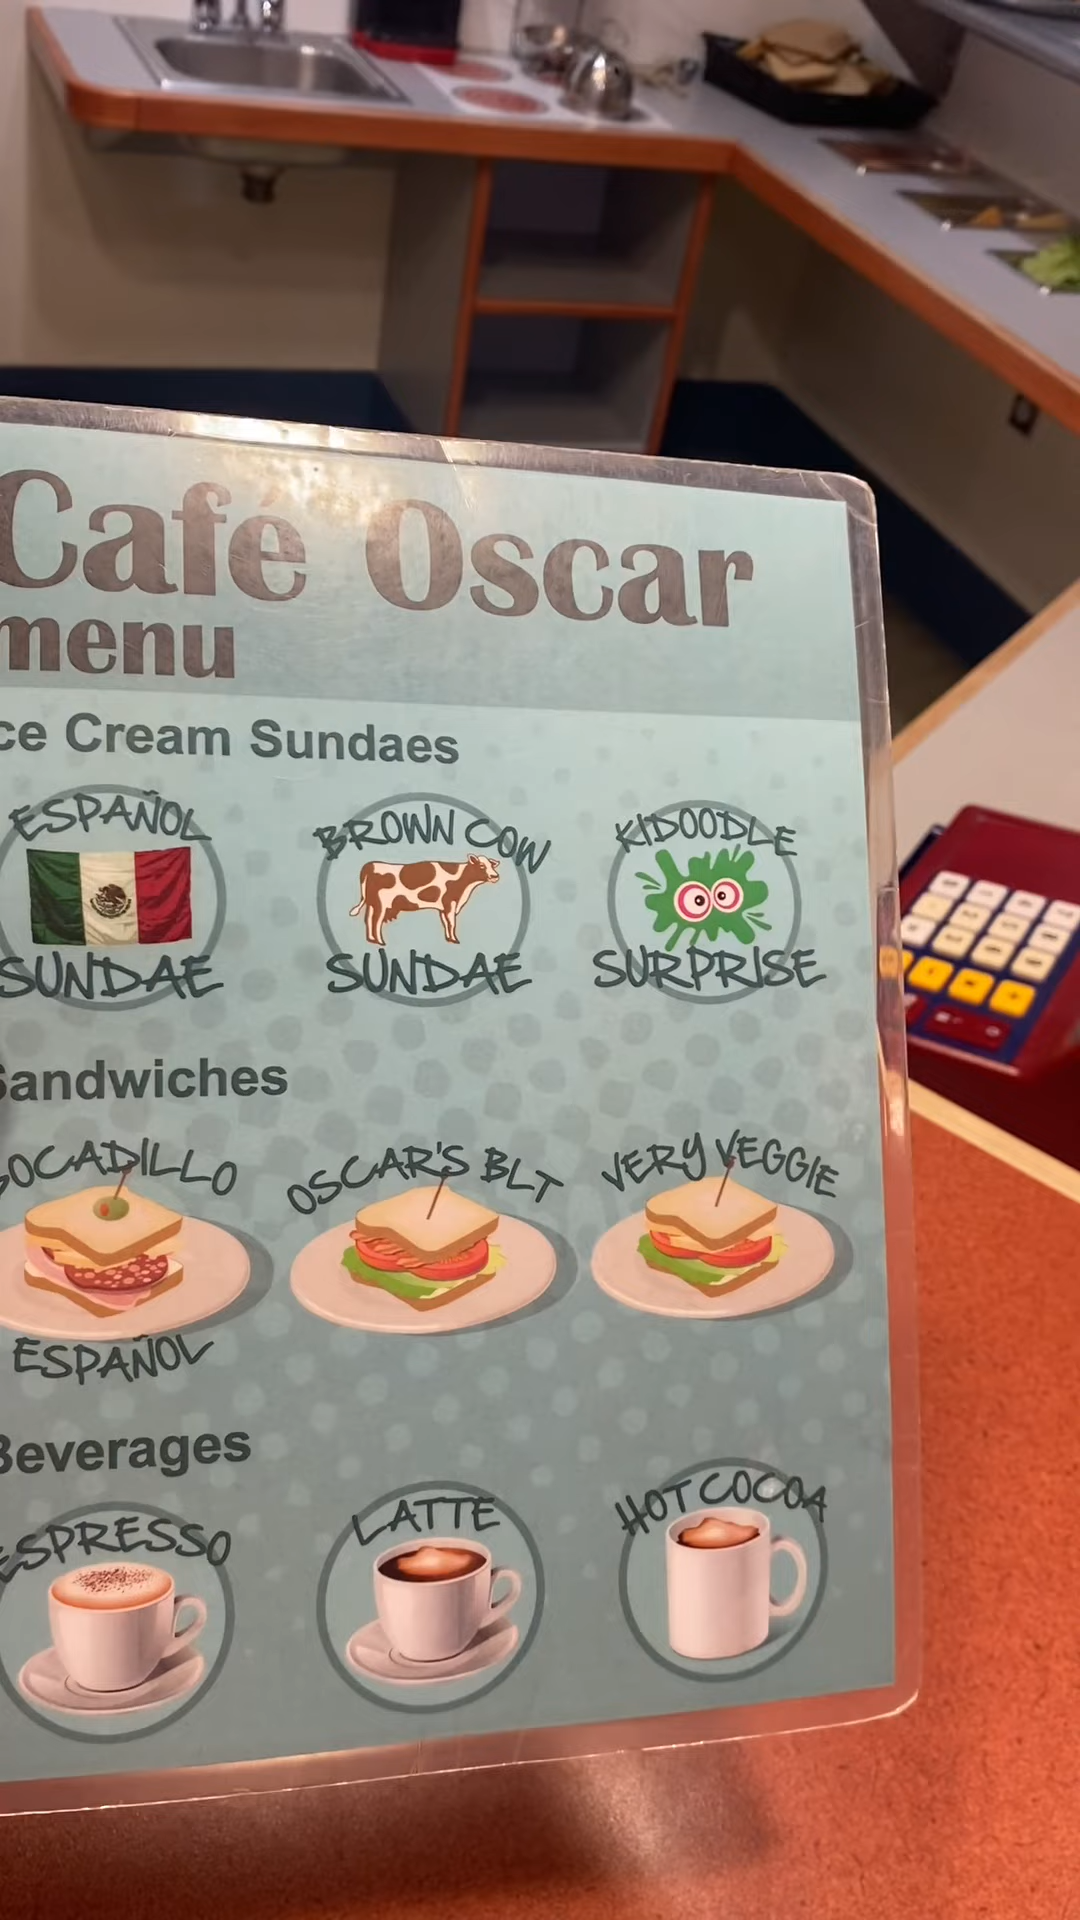 Café Oscar
menu
ce Cream Sundaes
ESPAÑOL
SUNDAE
BROWN COW
SUNDAE
KIDOODLE
SURPRISE
Sandwiches
BOCADILLO
ESPAÑOL
OSCAR'S BLT
VERY VEGGIE
Beverages
ESPRESSO
LATTE
HOT COCOA